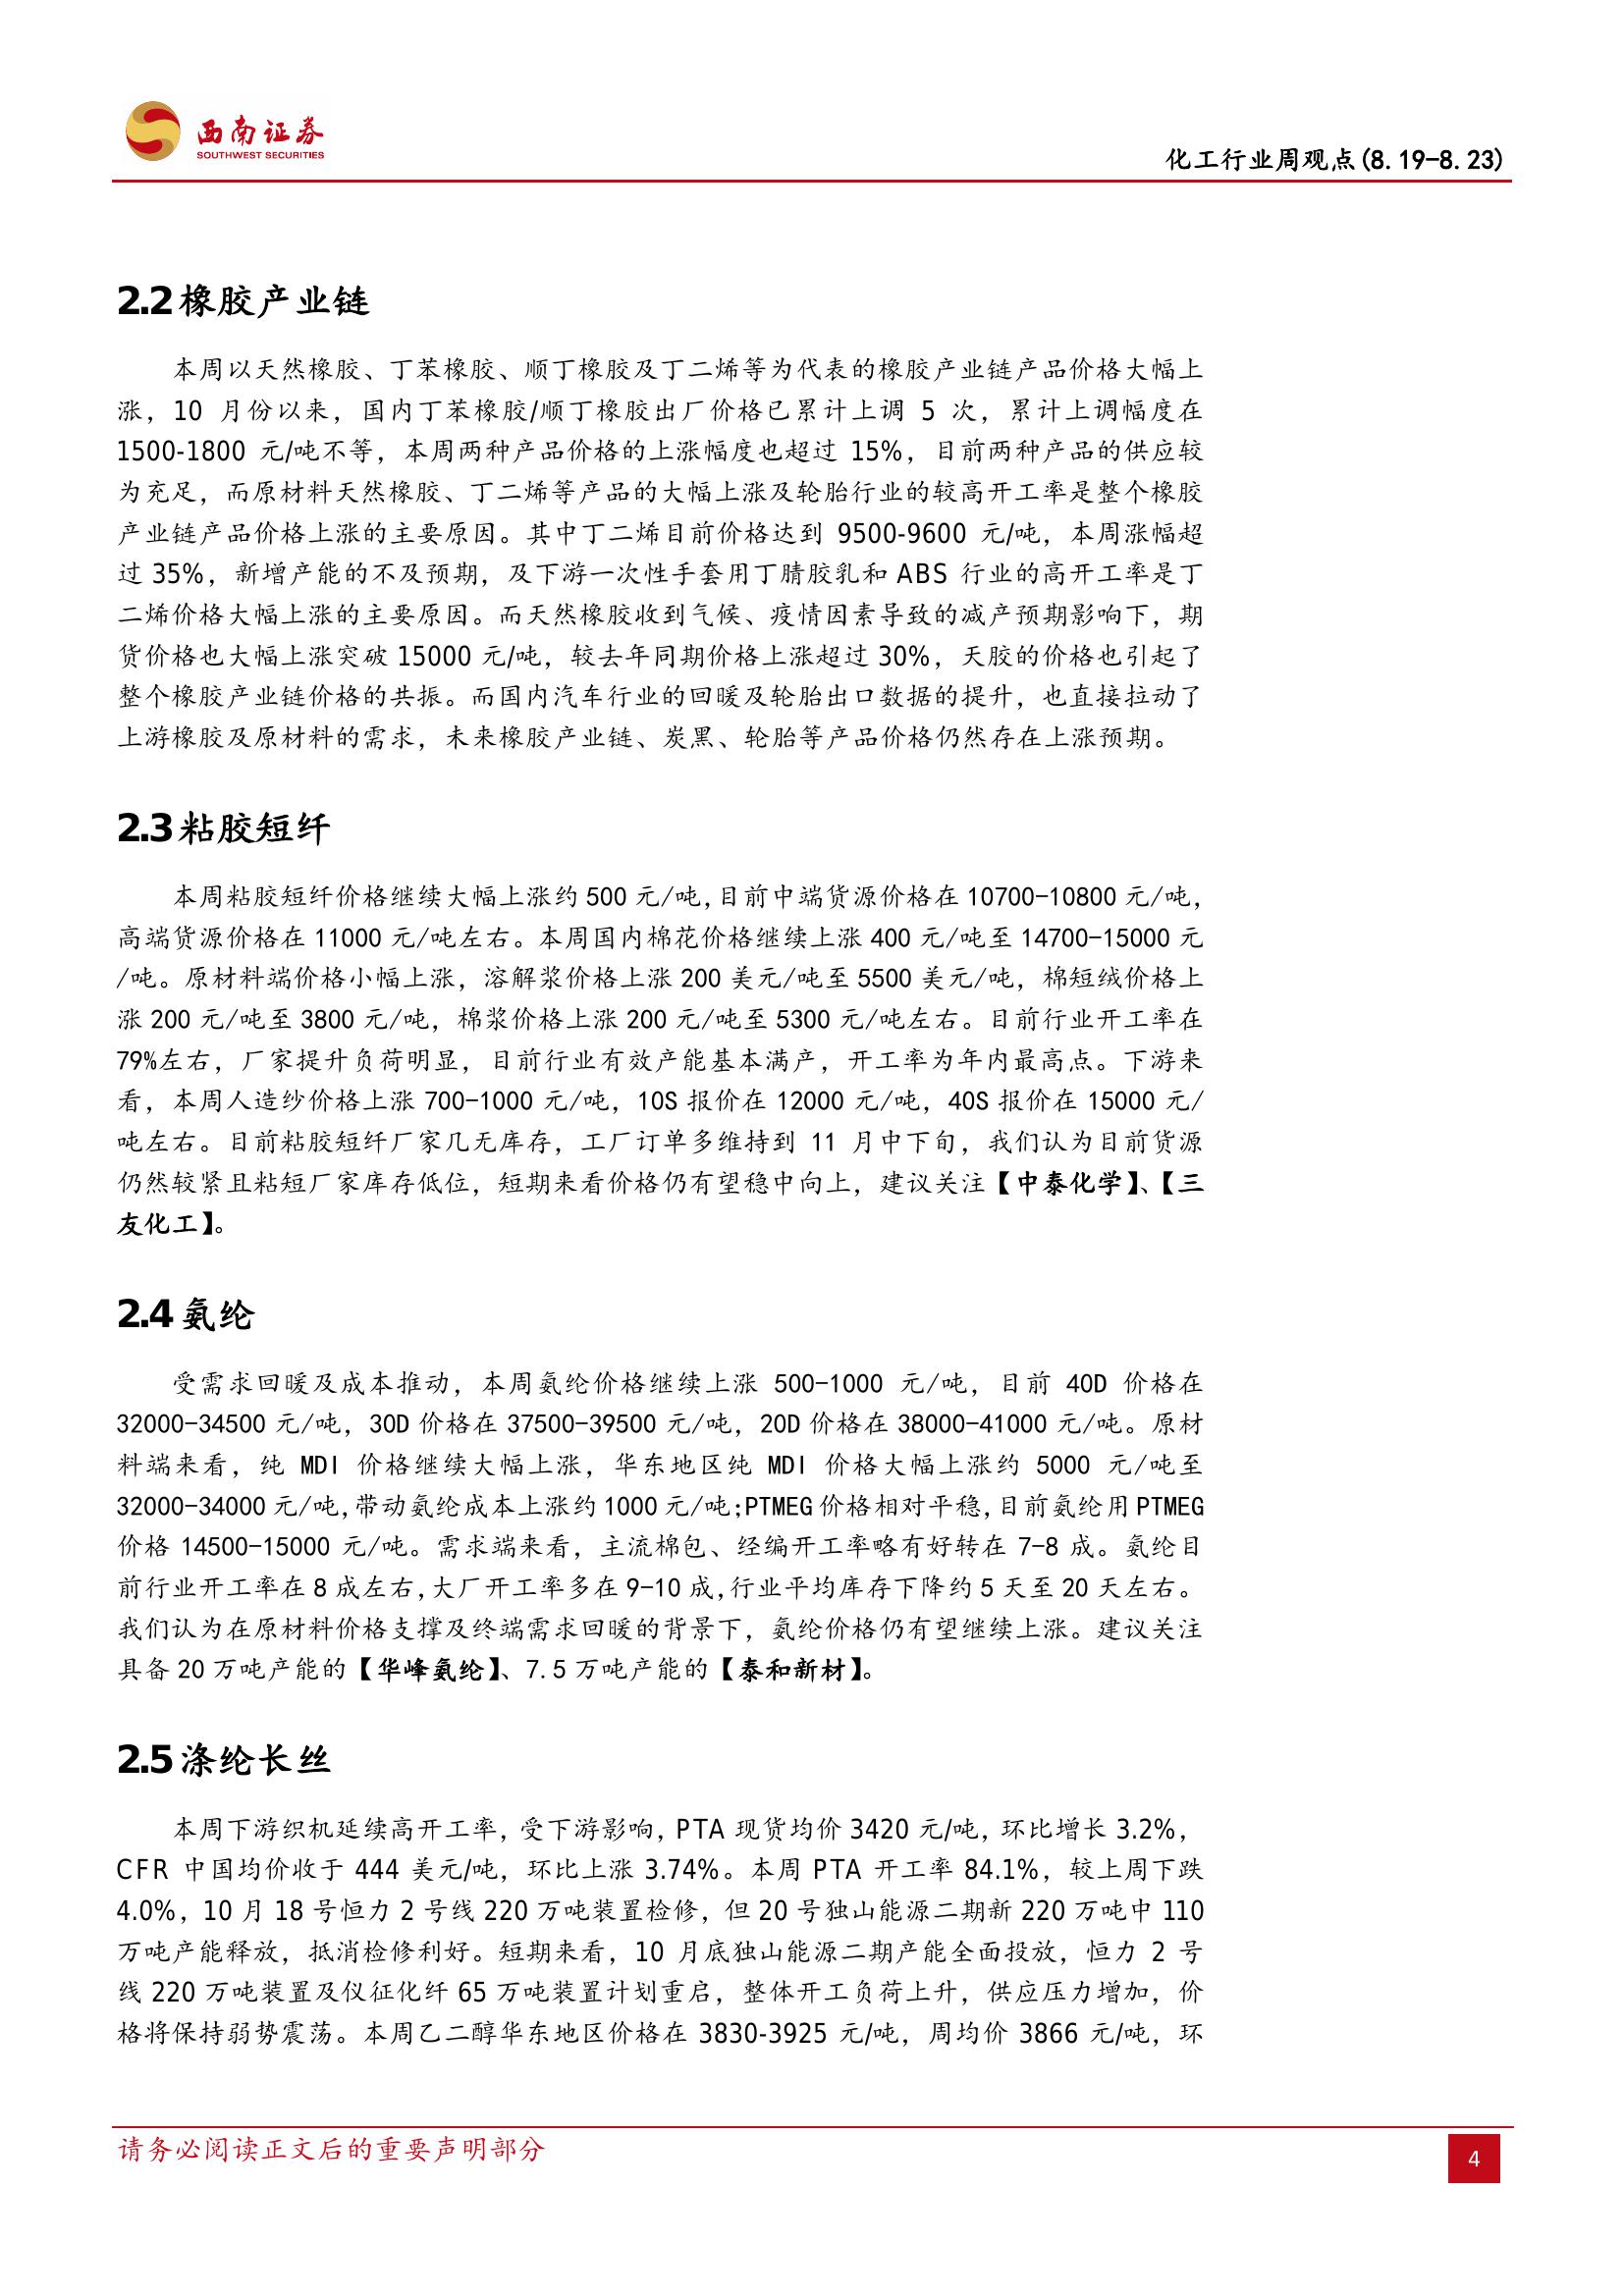 西南证券
SOUTHWEST SECURITIES
化工行业周观点(8.19-8.23)
2.2 橡胶产业链
本周以天然橡胶、丁苯橡胶、顺丁橡胶及丁二烯等为代表的橡胶产业链产品价格大幅上
涨，10 月份以来，国内丁苯橡胶/顺丁橡胶出厂价格已累计上调 5 次，累计上调幅度在
1500-1800 元/吨不等，本周两种产品价格的上涨幅度也超过 15%，目前两种产品的供应较
为充足，而原材料天然橡胶、丁二烯等产品的大幅上涨及轮胎行业的较高开工率是整个橡胶
产业链产品价格上涨的主要原因。其中丁二烯目前价格达到 9500-9600 元/吨，本周涨幅超
过 35%，新增产能的不及预期，及下游一次性手套用丁腈胶乳和 ABS 行业的高开工率是丁
二烯价格大幅上涨的主要原因。而天然橡胶收到气候、疫情因素导致的减产预期影响下，期
货价格也大幅上涨突破 15000 元/吨，较去年同期价格上涨超过 30%，天胶的价格也引起了
整个橡胶产业链价格的共振。而国内汽车行业的回暖及轮胎出口数据的提升，也直接拉动了
上游橡胶及原材料的需求，未来橡胶产业链、炭黑、轮胎等产品价格仍然存在上涨预期。
2.3 粘胶短纤
本周粘胶短纤价格继续大幅上涨约 500 元/吨，目前中端货源价格在 10700-10800 元/吨，
高端货源价格在 11000 元/吨左右。本周国内棉花价格继续上涨 400 元/吨至 14700-15000 元
/吨。原材料端价格小幅上涨，溶解浆价格上涨 200 美元/吨至 5500 美元/吨，棉短绒价格上
涨 200 元/吨至 3800 元/吨，棉浆价格上涨 200 元/吨至 5300 元/吨左右。目前行业开工率在
79%左右，厂家提升负荷明显，目前行业有效产能基本满产，开工率为年内最高点。下游来
看，本周人造纱价格上涨 700-1000 元/吨，10S 报价在 12000 元/吨，40S 报价在 15000 元/
吨左右。目前粘胶短纤厂家几无库存，工厂订单多维持到 11 月中下旬，我们认为目前货源
仍然较紧且粘短厂家库存低位，短期来看价格仍有望稳中向上，建议关注【中泰化学】、【三
友化工】。
2.4 氨纶
受需求回暖及成本推动，本周氨纶价格继续上涨 500-1000 元/吨，目前 40D 价格在
32000-34500 元/吨，30D 价格在 37500-39500 元/吨，20D 价格在 38000-41000 元/吨。原材
料端来看，纯 MDI 价格继续大幅上涨，华东地区纯 MDI 价格大幅上涨约 5000 元/吨至
32000-34000 元/吨，带动氨纶成本上涨约 1000 元/吨；PTMEG 价格相对平稳，目前氨纶用 PTMEG
价格 14500-15000 元/吨。需求端来看，主流棉包、经编开工率略有好转在 7-8 成。氨纶目
前行业开工率在 8 成左右，大厂开工率多在 9-10 成，行业平均库存下降约 5 天至 20 天左右。
我们认为在原材料价格支撑及终端需求回暖的背景下，氨纶价格仍有望继续上涨。建议关注
具备 20 万吨产能的【华峰氨纶】、7.5 万吨产能的【泰和新材】。
2.5 涤纶长丝
本周下游织机延续高开工率，受下游影响，PTA 现货均价 3420 元/吨，环比增长 3.2%，
CFR 中国均价收于 444 美元/吨，环比上涨 3.74%。本周 PTA 开工率 84.1%，较上周下跌
4.0%，10 月 18 号恒力 2 号线 220 万吨装置检修，但 20 号独山能源二期新 220 万吨中 110
万吨产能释放，抵消检修利好。短期来看，10 月底独山能源二期产能全面投放，恒力 2 号
线 220 万吨装置及仪征化纤 65 万吨装置计划重启，整体开工负荷上升，供应压力增加，价
格将保持弱势震荡。本周乙二醇华东地区价格在 3830-3925 元/吨，周均价 3866 元/吨，环
请务必阅读正文后的重要声明部分
4